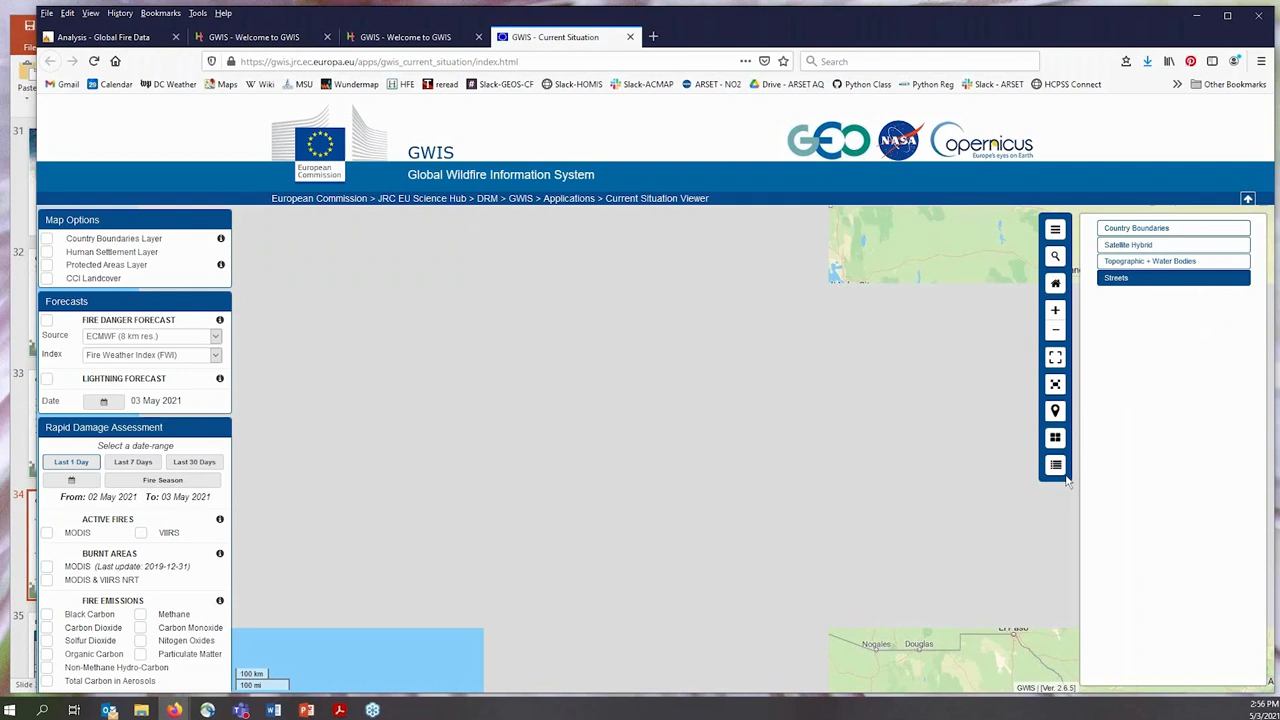 File Edit View History Bookmarks Tools Help
Analysis - Global Fire Data
GWIS - Welcome to GWIS
GWIS - Welcome to GWIS
GWIS - Current Situation
https://gwis.jrc.ec.europa.eu/apps/gwis_current_situation/index.html
Search
Gmail Calendar DC Weather Maps Wiki MSU Wundermap HFE reread Slack-GEOS-CF Slack-HOMIS Slack-ACMAP ARSET - NO2 Drive - ARSET AQ Python Class Python Reg Slack - ARSET HCPSS Connect Other Bookmarks
File
Paste
European
Commission
GWIS
Global Wildfire Information System
GEO
NASA
opernicus
Europe's eyes on Earth
European Commission > JRC EU Science Hub > DRM > GWIS > Applications > Current Situation Viewer
Map Options
Country Boundaries Layer
Human Settlement Layer
Protected Areas Layer
CCI Landcover
Forecasts
FIRE DANGER FORECAST
Source ECMWF (8 km res.)
Index Fire Weather Index (FWI)
LIGHTNING FORECAST
Date 03 May 2021
Rapid Damage Assessment
Select a date-range
Last 1 Day Last 7 Days Last 30 Days
Fire Season
From: 02 May 2021 To: 03 May 2021
ACTIVE FIRES
MODIS VIIRS
BURNT AREAS
MODIS (Last update: 2019-12-31)
MODIS & VIIRS NRT
FIRE EMISSIONS
Black Carbon Methane
Carbon Dioxide Carbon Monoxide
Solfur Dioxide Nitogen Oxides
Organic Carbon Particulate Matter
Non-Methane Hydro-Carbon
Total Carbon in Aerosols
Country Boundaries
Satellite Hybrid
Topographic + Water Bodies
Streets
Nogales Douglas El Paso
100 km
100 mi
GWIS | [Ver. 2.6.5]
31
32
33
34
35
Slide
2:56 PM
5/3/2021